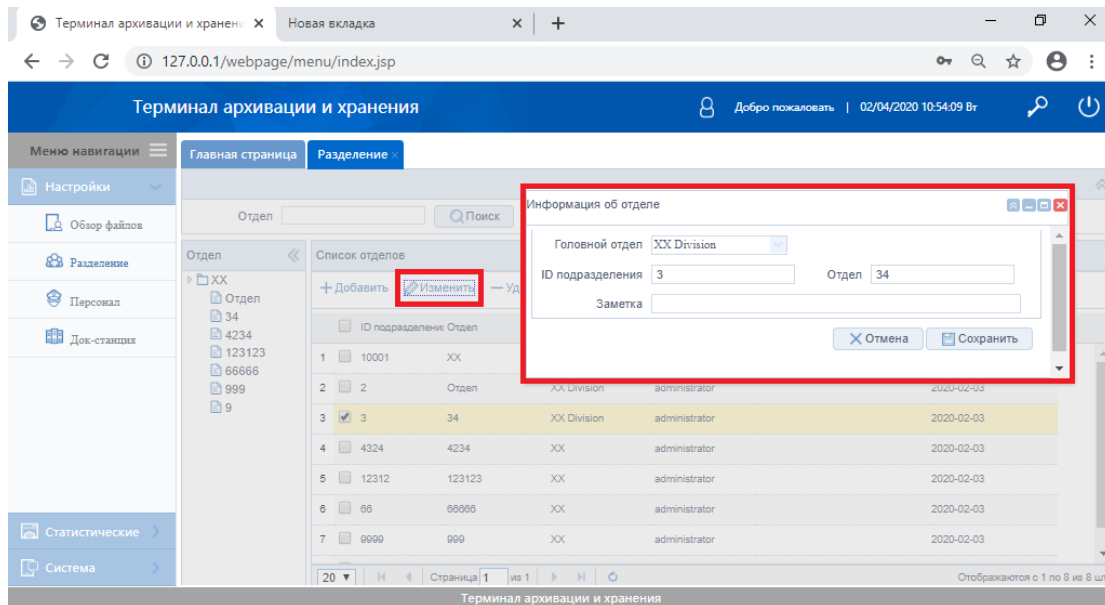 Терминал архивации и хранени
Новая вкладка
127.0.0.1/webpage/menu/index.jsp
Терминал архивации и хранения
Добро пожаловать | 02/04/2020 10:54:09 Вт
Меню навигации
Главная страница
Разделение
Настройки
Обзор файлов
Разделение
Персонал
Док-станция
Статистические
Система
Отдел
Поиск
Отдел
XX
Отдел
34
4234
123123
66666
999
9
Список отделов
Добавить Изменить Уд
ID подразделени: Отдел
1 10001 XX
2 2 Отдел XX Division administrator 2020-02-03
3 3 34 XX Division administrator 2020-02-03
4 4324 4234 XX administrator 2020-02-03
5 12312 123123 XX administrator 2020-02-03
6 66 66666 XX administrator 2020-02-03
7 9999 999 XX administrator 2020-02-03
20 Страница 1 из 1 Отображаются с 1 по 8 из 8 шт
Информация об отделе
Головной отдел XX Division
ID подразделения 3 Отдел 34
Заметка
Отмена Сохранить
Терминал архивации и хранения